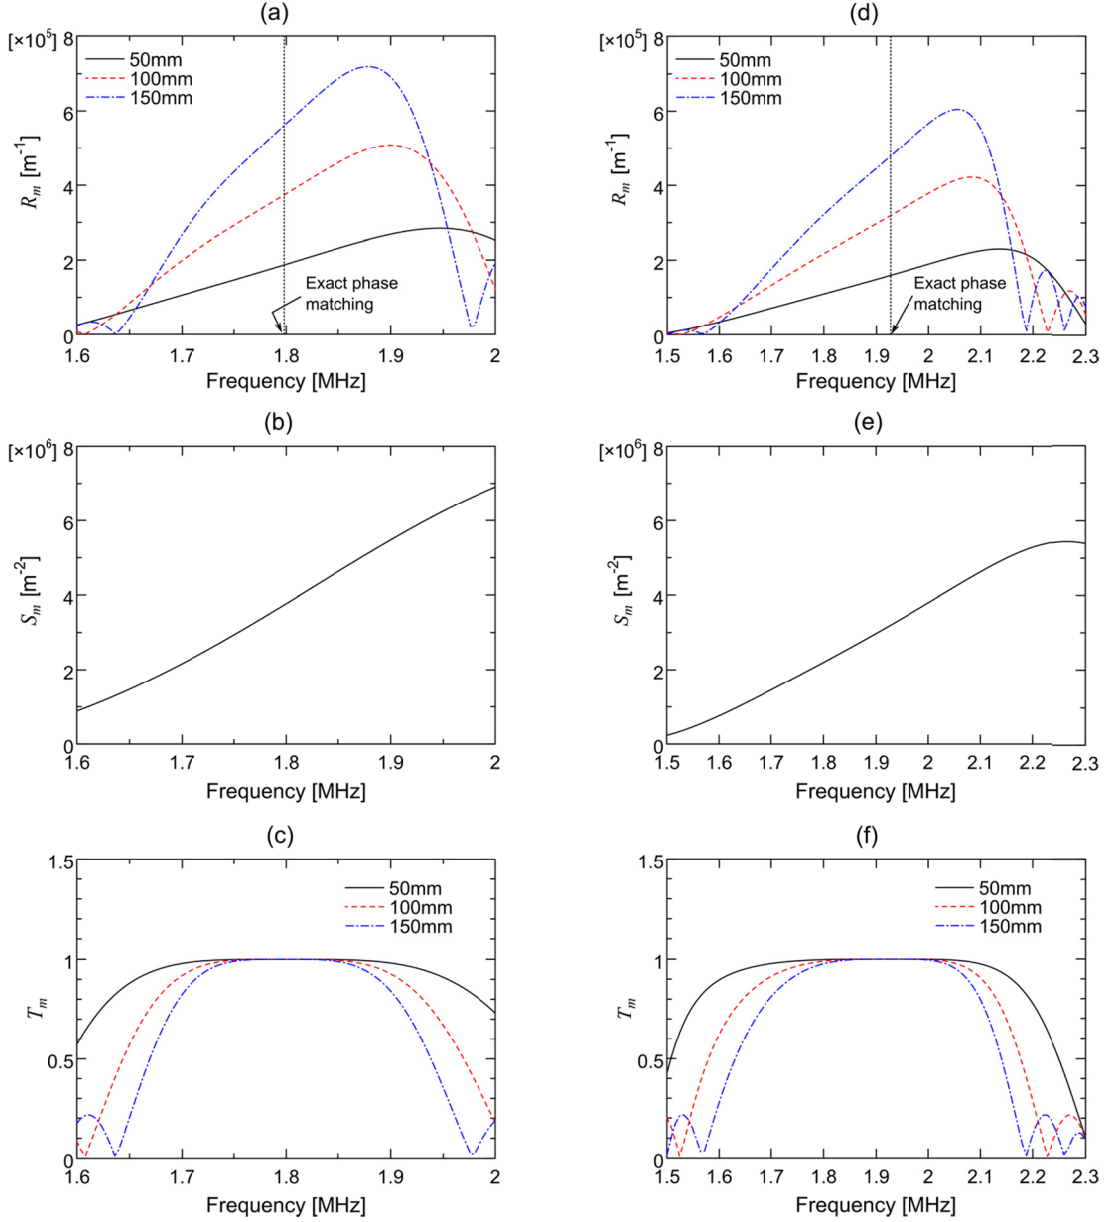 (a)
[×10⁵]
8
6
4
2
0
R_m [m⁻¹]
50mm
100mm
150mm
Exact phase
matching
1.6 1.7 1.8 1.9 2
Frequency [MHz]
(d)
[×10⁵]
8
6
4
2
0
R_m [m⁻¹]
50mm
100mm
150mm
Exact phase
matching
1.5 1.6 1.7 1.8 1.9 2 2.1 2.2 2.3
Frequency [MHz]
(b)
[×10⁶]
8
6
4
2
0
S_m [m⁻²]
1.6 1.7 1.8 1.9 2
Frequency [MHz]
(e)
[×10⁶]
8
6
4
2
0
S_m [m⁻²]
1.5 1.6 1.7 1.8 1.9 2 2.1 2.2 2.3
Frequency [MHz]
(c)
1.5
1
0.5
0
T_m
50mm
100mm
150mm
1.6 1.7 1.8 1.9 2
Frequency [MHz]
(f)
1.5
1
0.5
0
T_m
50mm
100mm
150mm
1.5 1.6 1.7 1.8 1.9 2 2.1 2.2 2.3
Frequency [MHz]